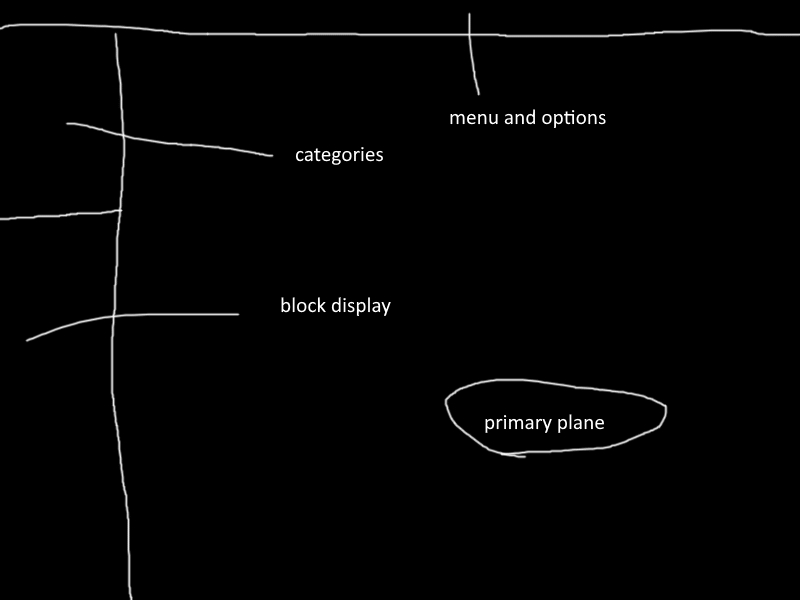 menu and options
categories
block display
primary plane